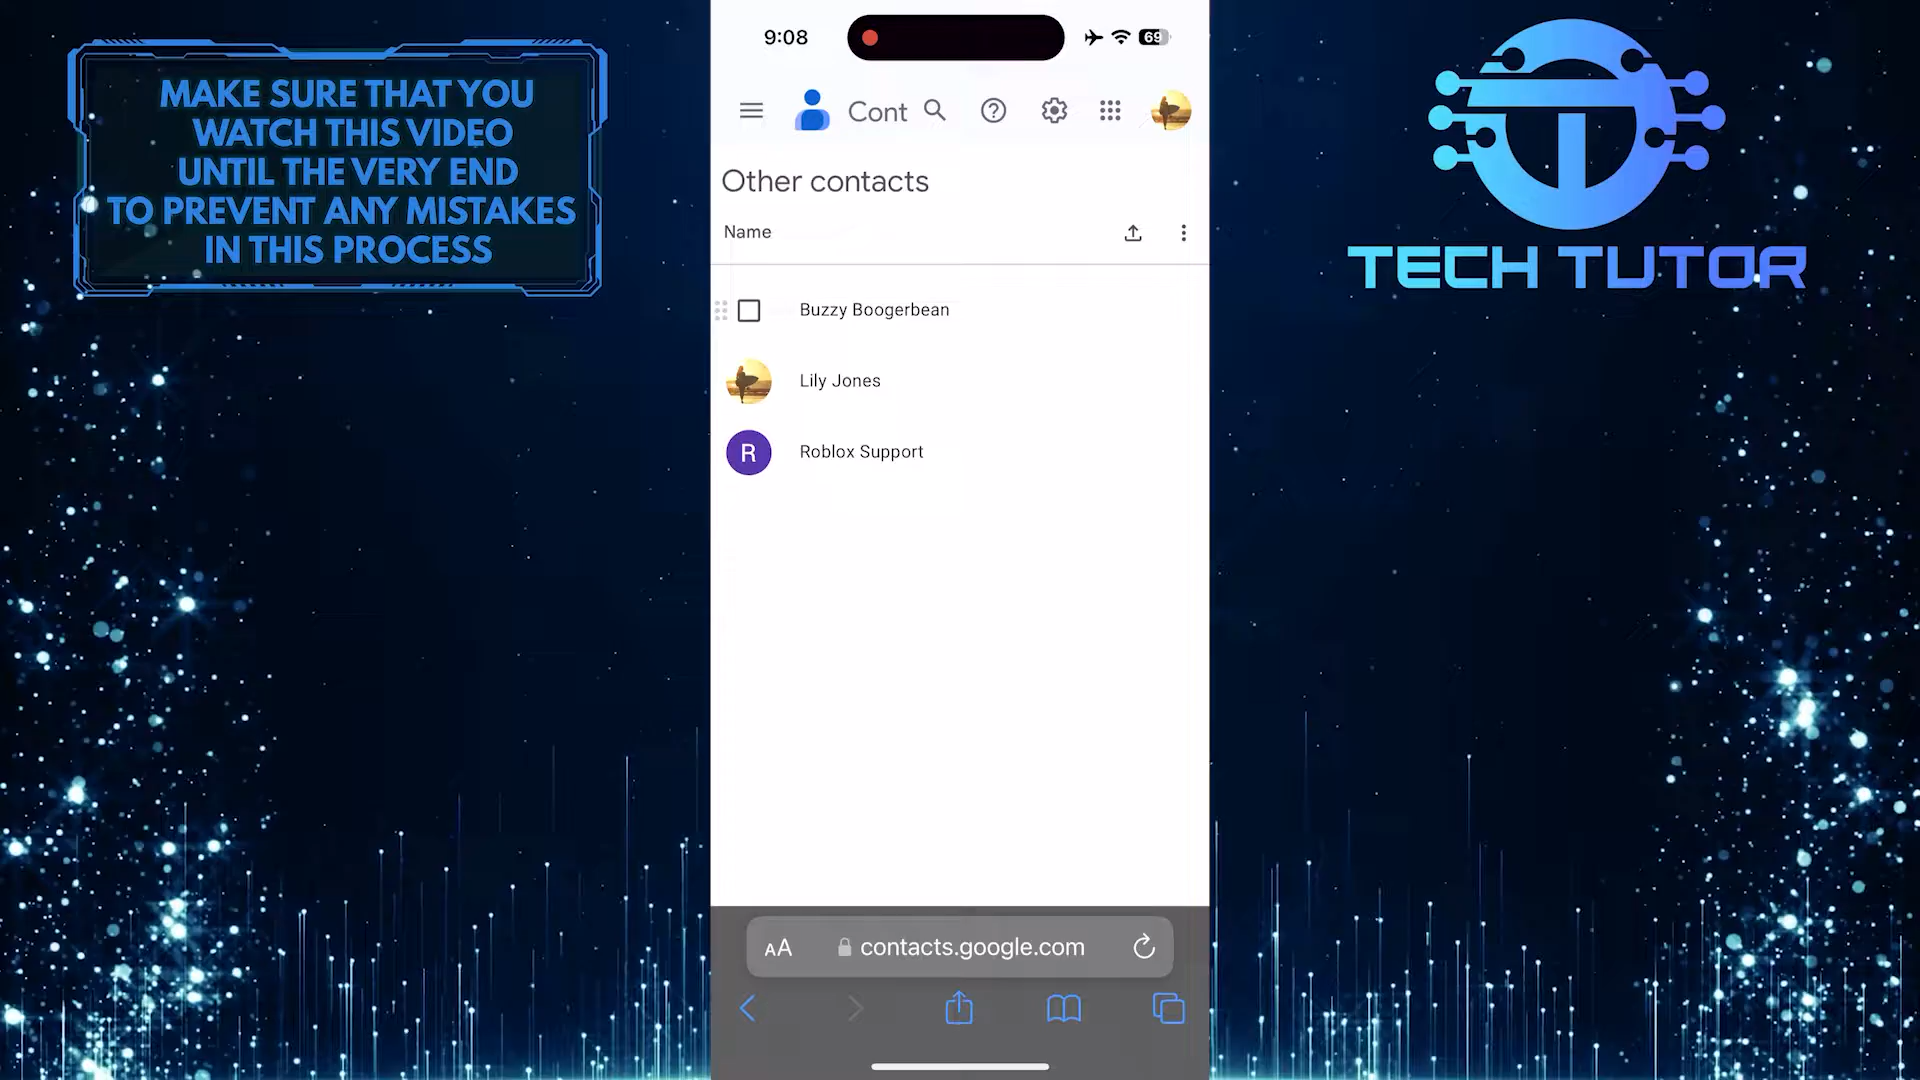 MAKE SURE THAT YOU
WATCH THIS VIDEO
UNTIL THE VERY END
TO PREVENT ANY MISTAKES
IN THIS PROCESS
9:08
69
Cont
Other contacts
Name
Buzzy Boogerbean
Lily Jones
R
Roblox Support
AA
contacts.google.com
T
TECH TUTOR